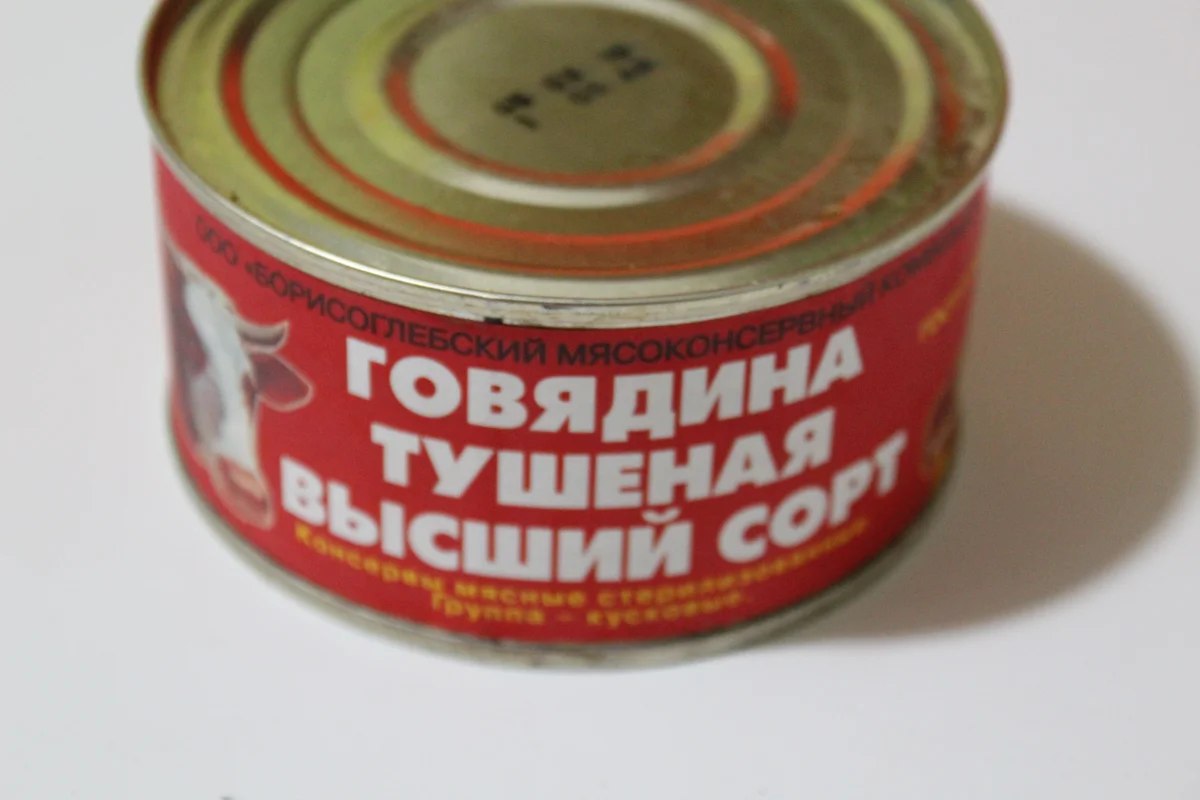 ООО «БОРИСОГЛЕБСКИЙ МЯСОКОНСЕРВНЫЙ
ГОВЯДИНА
ТУШЕНАЯ
ВЫСШИЙ СОРТ
Консервы мясные стерилизованные.
Группа – кусковые.